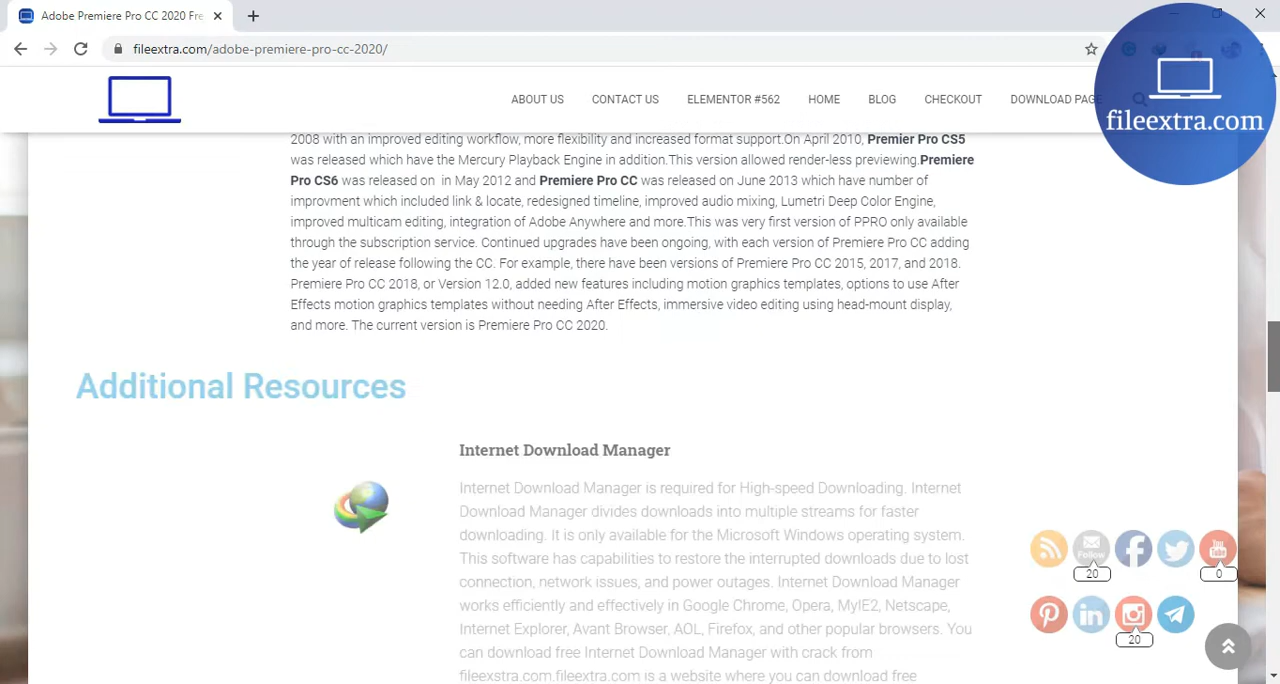 Adobe Premiere Pro CC 2020 Fre
fileextra.com/adobe-premiere-pro-cc-2020/
ABOUT US CONTACT US ELEMENTOR #562 HOME BLOG CHECKOUT DOWNLOAD PAGE
fileextra.com
2008 with an improved editing workflow, more flexibility and increased format support.On April 2010, Premier Pro CS5
was released which have the Mercury Playback Engine in addition.This version allowed render-less previewing.Premiere
Pro CS6 was released on in May 2012 and Premiere Pro CC was released on June 2013 which have number of
improvment which included link & locate, redesigned timeline, improved audio mixing, Lumetri Deep Color Engine,
improved multicam editing, integration of Adobe Anywhere and more.This was very first version of PPRO only available
through the subscription service. Continued upgrades have been ongoing, with each version of Premiere Pro CC adding
the year of release following the CC. For example, there have been versions of Premiere Pro CC 2015, 2017, and 2018.
Premiere Pro CC 2018, or Version 12.0, added new features including motion graphics templates, options to use After
Effects motion graphics templates without needing After Effects, immersive video editing using head-mount display,
and more. The current version is Premiere Pro CC 2020.
Additional Resources
Internet Download Manager
Internet Download Manager is required for High-speed Downloading. Internet
Download Manager divides downloads into multiple streams for faster
downloading. It is only available for the Microsoft Windows operating system.
This software has capabilities to restore the interrupted downloads due to lost
connection, network issues, and power outages. Internet Download Manager
works efficiently and effectively in Google Chrome, Opera, MyIE2, Netscape,
Internet Explorer, Avant Browser, AOL, Firefox, and other popular browsers. You
can download free Internet Download Manager with crack from
fileextra.com.fileextra.com is a website where you can download free
Follow
You
Tube
20
0
20